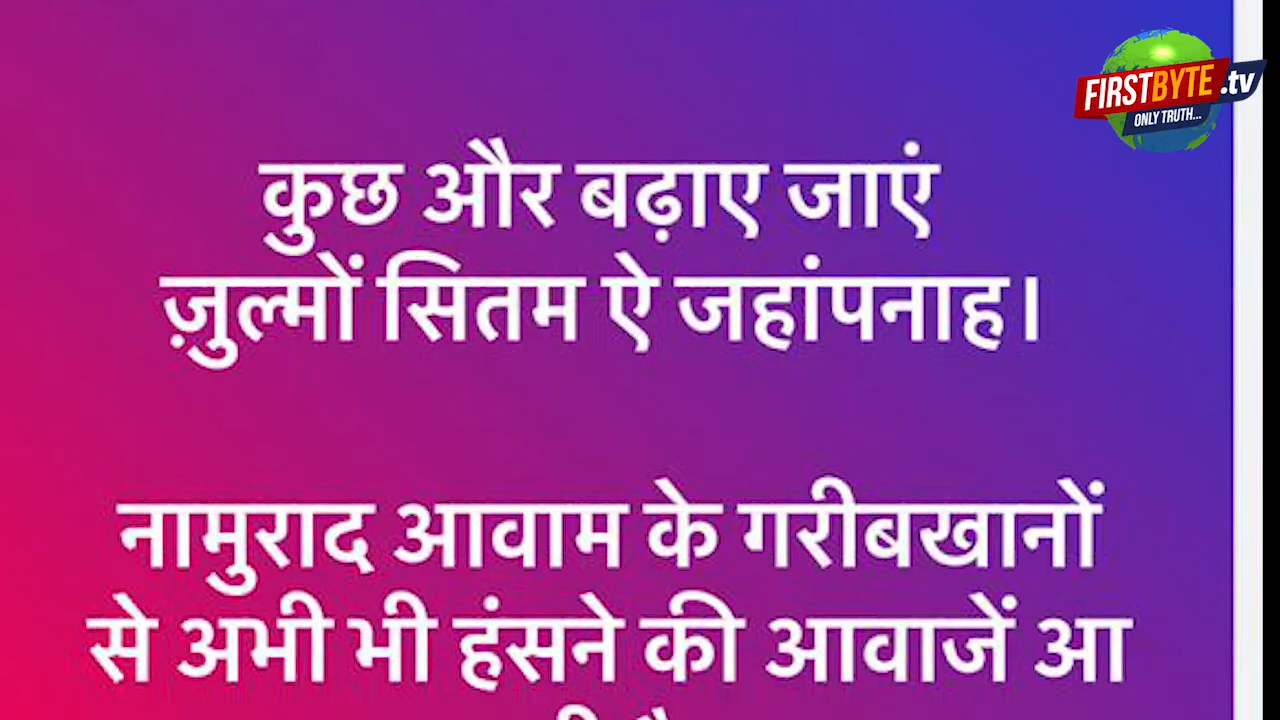 FIRSTBYTE.tv
ONLY TRUTH...
कुछ और बढ़ाए जाएं
ज़ुल्मों सितम ऐ जहांपनाह।
नामुराद आवाम के गरीबखानों
से अभी भी हंसने की आवाजें आ